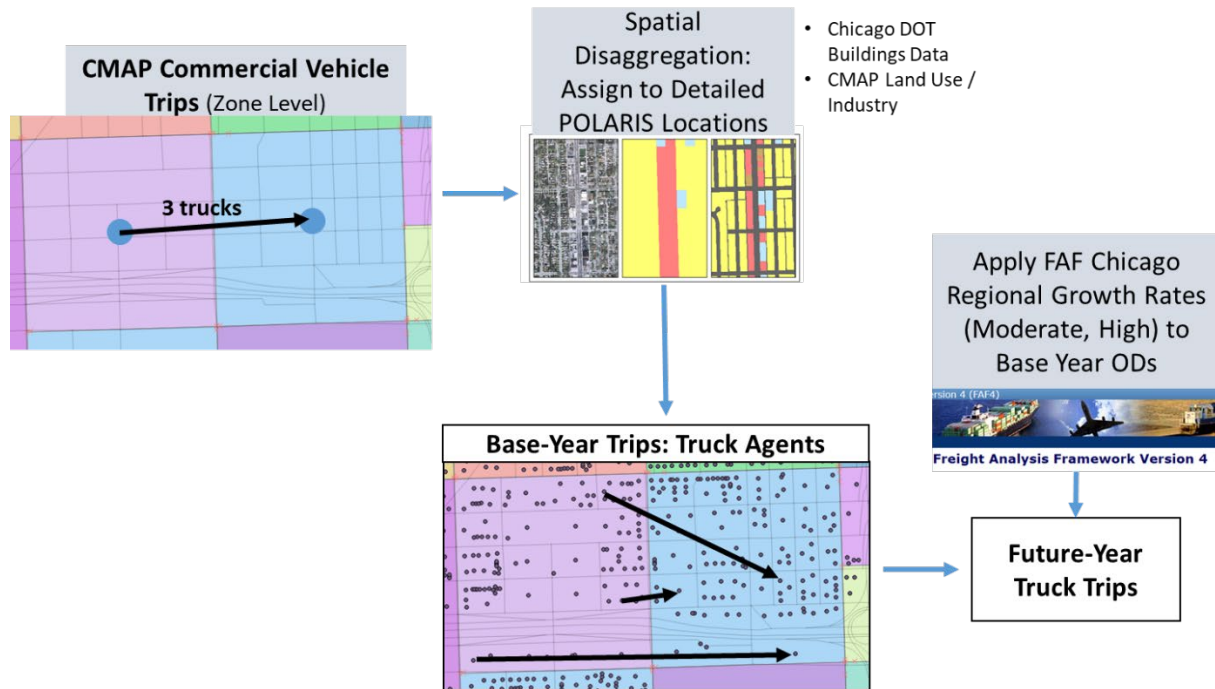 CMAP Commercial Vehicle
Trips (Zone Level)
3 trucks
Spatial
Disaggregation:
Assign to Detailed
POLARIS Locations
• Chicago DOT
Buildings Data
• CMAP Land Use /
Industry
Base-Year Trips: Truck Agents
Apply FAF Chicago
Regional Growth Rates
(Moderate, High) to
Base Year ODs
ersion 4 (FAF4)
Freight Analysis Framework Version 4
Future-Year
Truck Trips